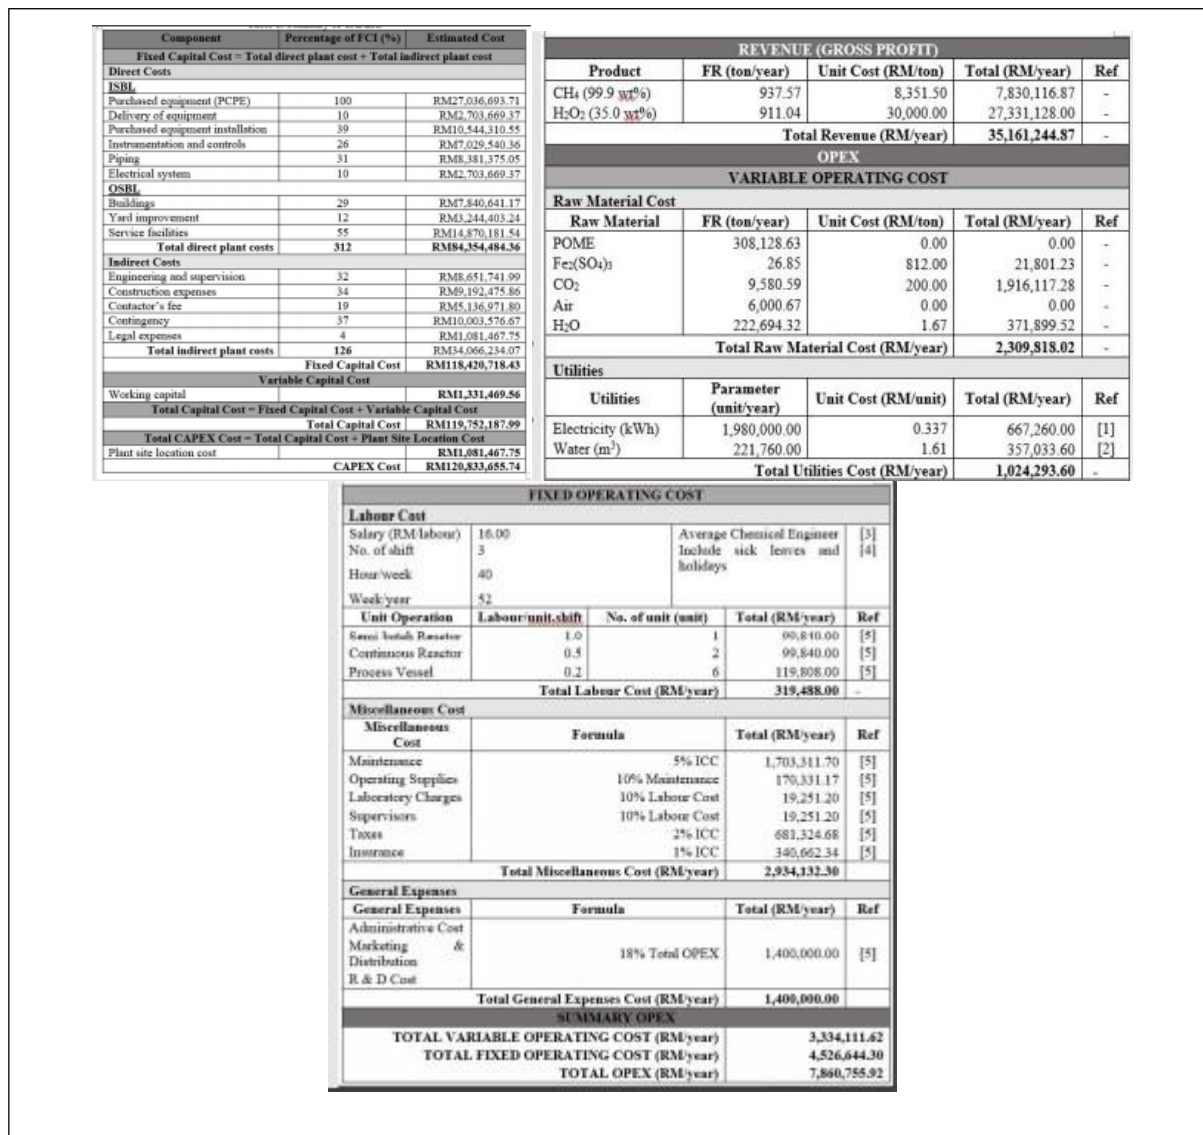 Component Percentage of FCI (%) Estimated Cost
Fixed Capital Cost = Total direct plant cost + Total indirect plant cost
Direct Costs
ISBL
Purchased equipment (PCPE) 100 RM27,036,693.71
Delivery of equipment 10 RM2,703,669.37
Purchased equipment installation 39 RM10,544,310.55
Instrumentation and controls 26 RM7,029,540.36
Piping 31 RM8,381,375.05
Electrical system 10 RM2,703,669.37
OSBL
Buildings 29 RM7,840,641.17
Yard improvement 12 RM3,244,403.24
Service facilities 55 RM14,870,181.54
Total direct plant costs 312 RM84,354,484.36
Indirect Costs
Engineering and supervision 32 RM8,651,741.99
Construction expenses 34 RM9,192,475.86
Contactor's fee 19 RM5,136,971.80
Contingency 37 RM10,003,576.67
Legal expenses 4 RM1,081,467.75
Total indirect plant costs 126 RM34,066,234.07
Fixed Capital Cost RM118,420,718.43
Variable Capital Cost
Working capital RM1,331,469.56
Total Capital Cost = Fixed Capital Cost + Variable Capital Cost
Total Capital Cost RM119,752,187.99
Total CAPEX Cost = Total Capital Cost + Plant Site Location Cost
Plant site location cost RM1,081,467.75
CAPEX Cost RM120,833,655.74
REVENUE (GROSS PROFIT)
Product FR (ton/year) Unit Cost (RM/ton) Total (RM/year) Ref
CH₄ (99.9 wt%) 937.57 8,351.50 7,830,116.87 -
H₂O₂ (35.0 wt%) 911.04 30,000.00 27,331,128.00 -
Total Revenue (RM/year) 35,161,244.87 -
OPEX
VARIABLE OPERATING COST
Raw Material Cost
Raw Material FR (ton/year) Unit Cost (RM/ton) Total (RM/year) Ref
POME 308,128.63 0.00 0.00 -
Fe₂(SO₄)₃ 26.85 812.00 21,801.23 -
CO₂ 9,580.59 200.00 1,916,117.28 -
Air 6,000.67 0.00 0.00 -
H₂O 222,694.32 1.67 371,899.52 -
Total Raw Material Cost (RM/year) 2,309,818.02 -
Utilities
Utilities Parameter (unit/year) Unit Cost (RM/unit) Total (RM/year) Ref
Electricity (kWh) 1,980,000.00 0.337 667,260.00 [1]
Water (m³) 221,760.00 1.61 357,033.60 [2]
Total Utilities Cost (RM/year) 1,024,293.60 -
FIXED OPERATING COST
Labour Cost
Salary (RM/labour) 16.00 Average Chemical Engineer [3]
No. of shift 3 Include sick leaves and holidays [4]
Hour/week 40
Week/year 52
Unit Operation Labour/unit.shift No. of unit (unit) Total (RM/year) Ref
Semi batch Reactor 1.0 1 99,840.00 [5]
Continuous Reactor 0.5 2 99,840.00 [5]
Process Vessel 0.2 6 119,808.00 [5]
Total Labour Cost (RM/year) 319,488.00 -
Miscellaneous Cost
Miscellaneous Cost Formula Total (RM/year) Ref
Maintenance 5% ICC 1,703,311.70 [5]
Operating Supplies 10% Maintenance 170,331.17 [5]
Laboratory Charges 10% Labour Cost 19,251.20 [5]
Supervisors 10% Labour Cost 19,251.20 [5]
Taxes 2% ICC 681,324.68 [5]
Insurance 1% ICC 340,662.34 [5]
Total Miscellaneous Cost (RM/year) 2,934,132.30
General Expenses
General Expenses Formula Total (RM/year) Ref
Administrative Cost
Marketing & Distribution 18% Total OPEX 1,400,000.00 [5]
R & D Cost
Total General Expenses Cost (RM/year) 1,400,000.00
SUMMARY OPEX
TOTAL VARIABLE OPERATING COST (RM/year) 3,334,111.62
TOTAL FIXED OPERATING COST (RM/year) 4,526,644.30
TOTAL OPEX (RM/year) 7,860,755.92